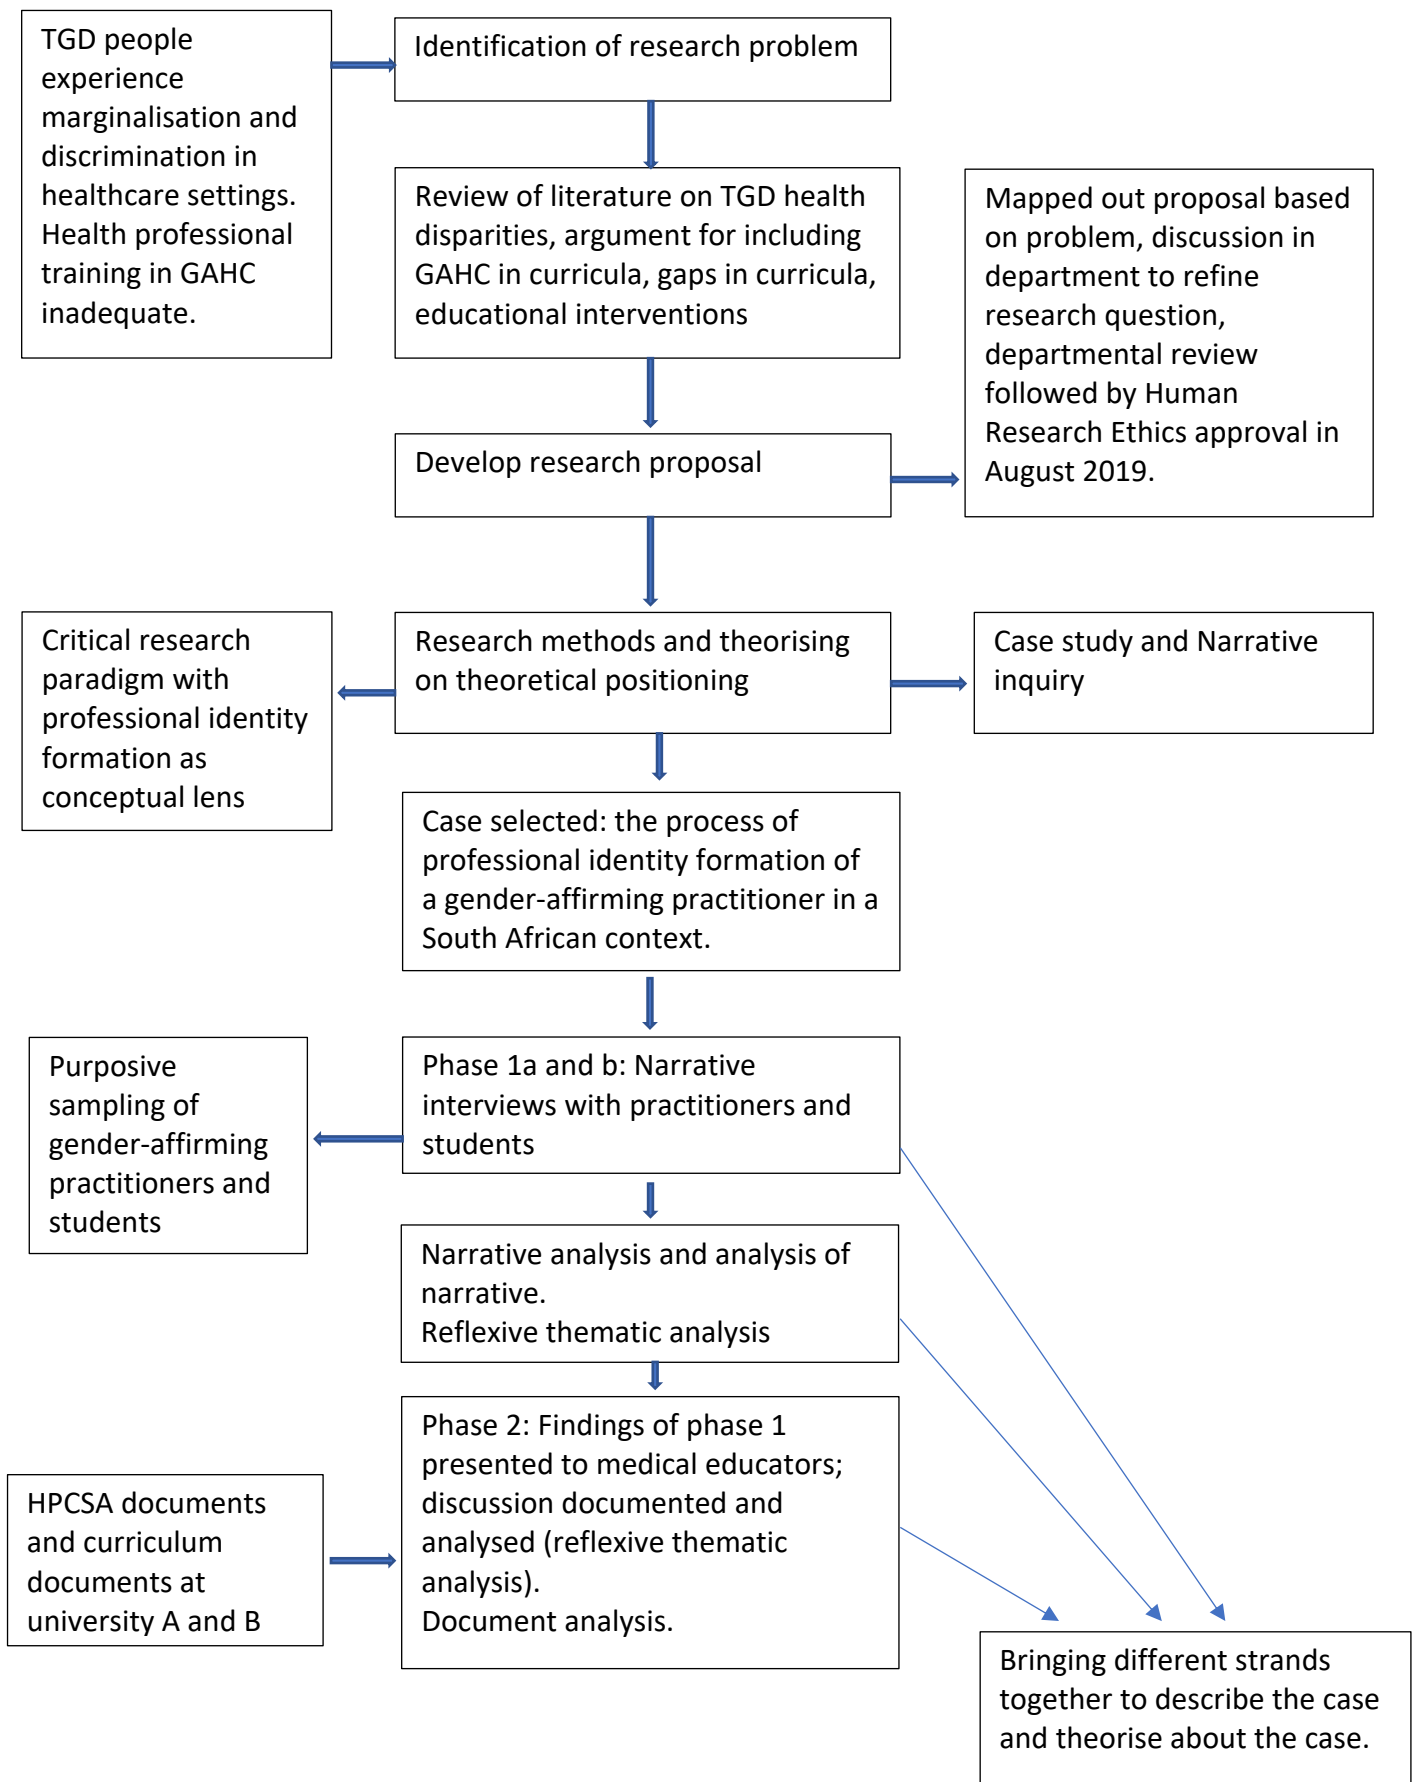 TGD people
experience
marginalisation and
discrimination in
healthcare settings.
Health professional
training in GAHC
inadequate.
Identification of research problem
Review of literature on TGD health
disparities, argument for including
GAHC in curricula, gaps in curricula,
educational interventions
Mapped out proposal based
on problem, discussion in
department to refine
research question,
departmental review
followed by Human
Research Ethics approval in
August 2019.
Develop research proposal
Critical research
paradigm with
professional identity
formation as
conceptual lens
Research methods and theorising
on theoretical positioning
Case study and Narrative
inquiry
Case selected: the process of
professional identity formation of
a gender-affirming practitioner in a
South African context.
Purposive
sampling of
gender-affirming
practitioners and
students
Phase 1a and b: Narrative
interviews with practitioners and
students
Narrative analysis and analysis of
narrative.
Reflexive thematic analysis
HPCSA documents
and curriculum
documents at
university A and B
Phase 2: Findings of phase 1
presented to medical educators;
discussion documented and
analysed (reflexive thematic
analysis).
Document analysis.
Bringing different strands
together to describe the case
and theorise about the case.